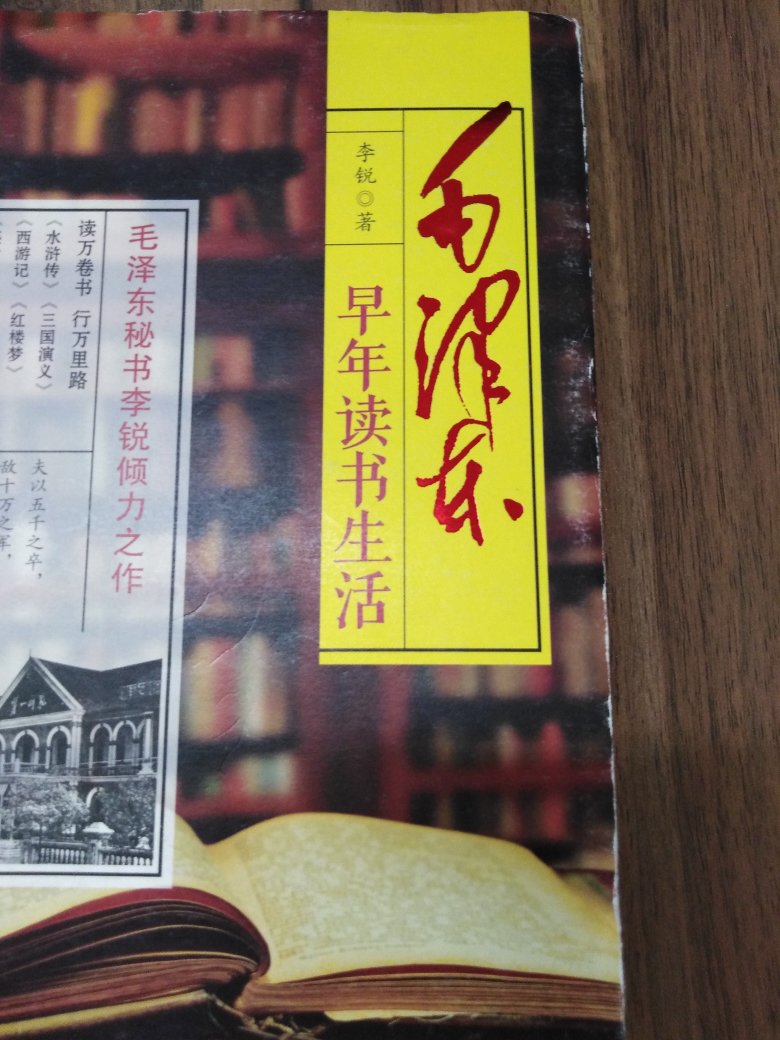 毛泽东
李锐◎著
早年读书生活
毛泽东秘书李锐倾力之作
读万卷书 行万里路
《水浒传》《三国演义》
《西游记》《红楼梦》
夫以五千之卒，
敌十万之军，